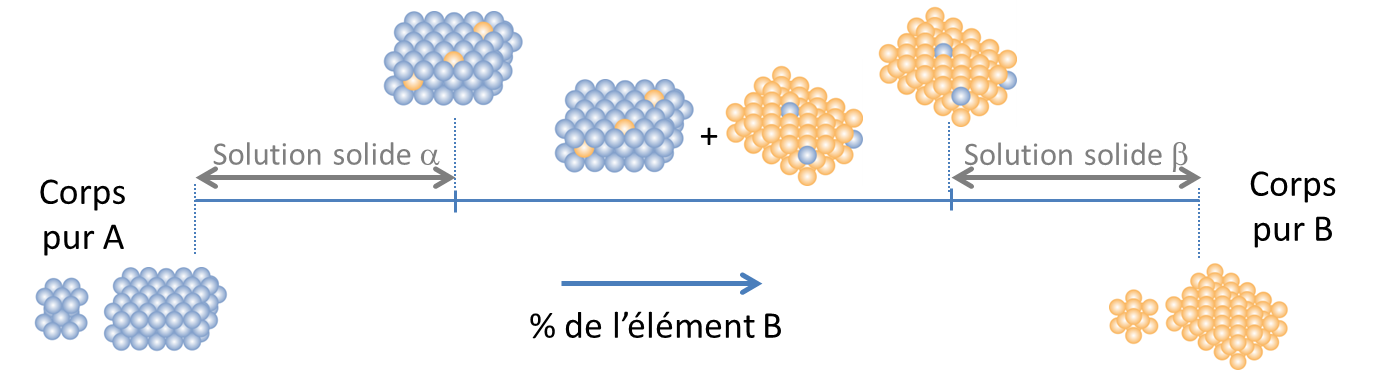 Solution solide α
+
Solution solide β
Corps
pur A
Corps
pur B
% de l’élément B